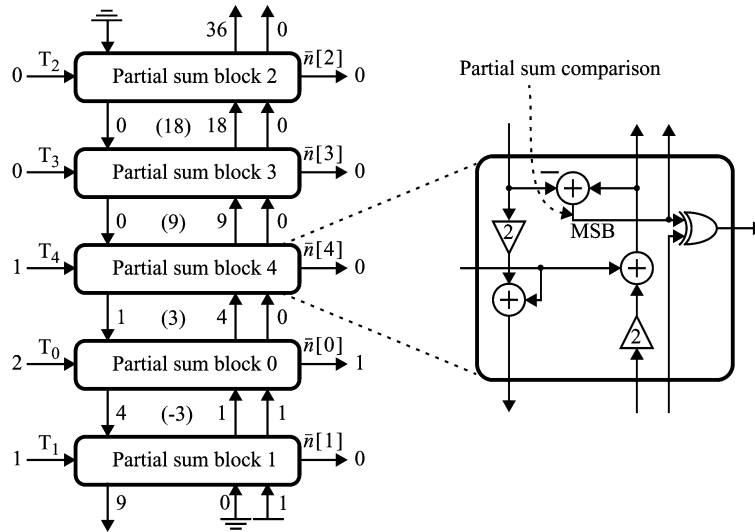 36 0
T₂ n̄[2]
0 Partial sum block 2 0
0 (18) 18 0
T₃ n̄[3]
0 Partial sum block 3 0
0 (9) 9 0
T₄ n̄[4]
1 Partial sum block 4 0
1 (3) 4 0
T₀ n̄[0]
2 Partial sum block 0 1
4 (-3) 1 1
T₁ n̄[1]
1 Partial sum block 1 0
9 0 1
Partial sum comparison
− +
MSB
2
+ +
2